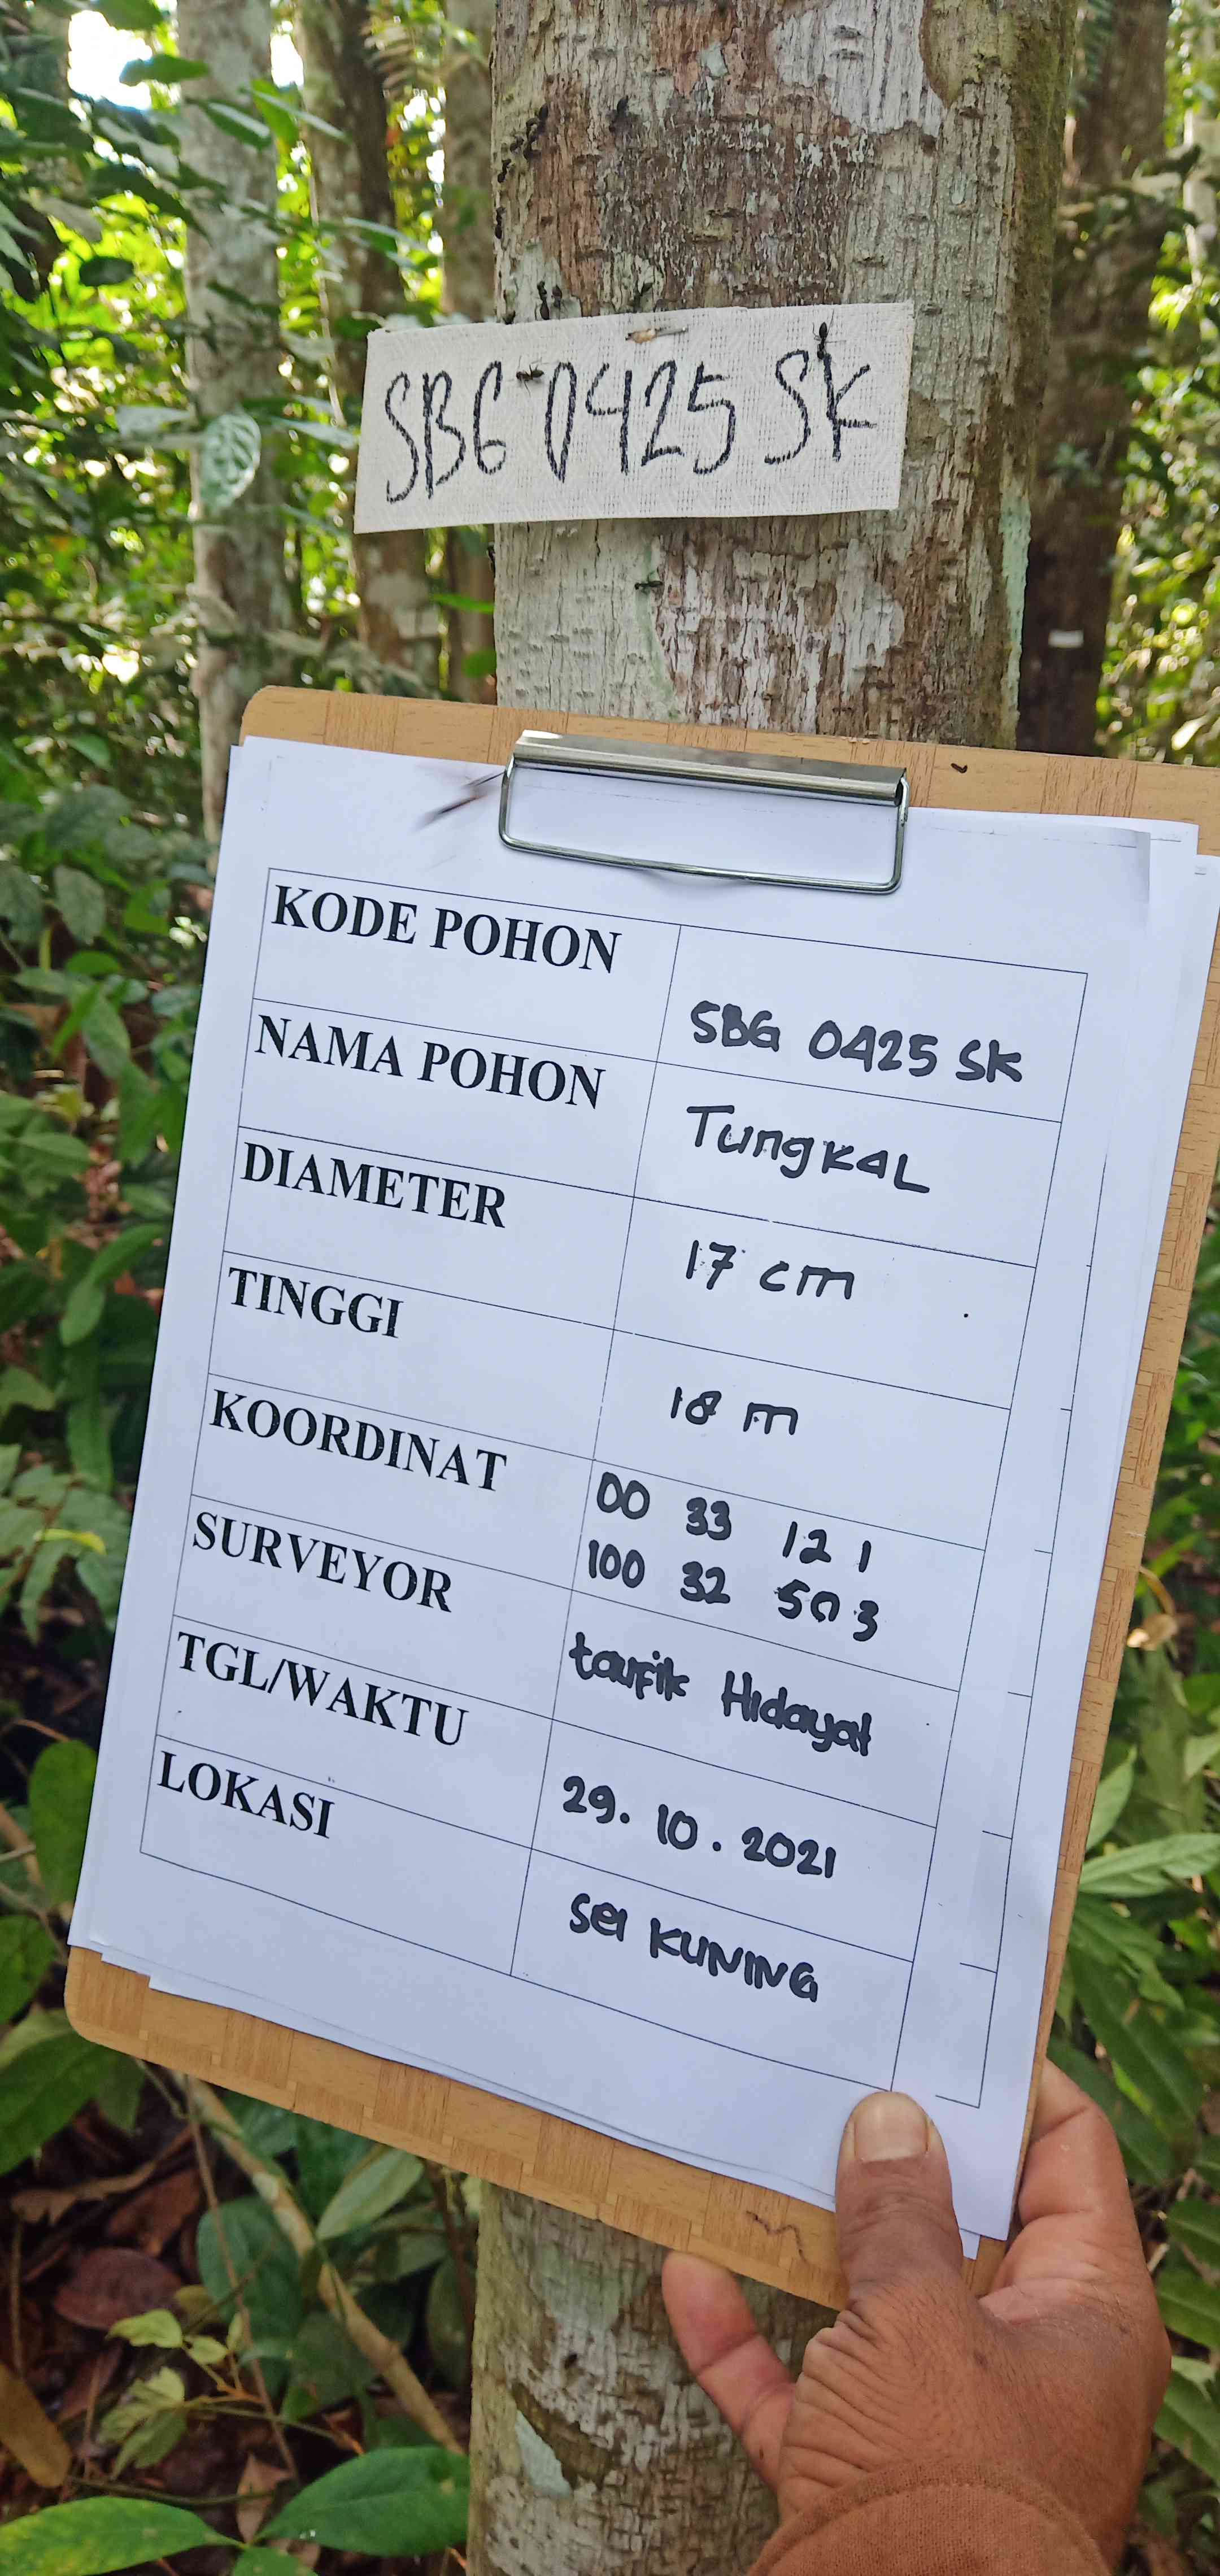 SBG 0425 SK
KODE POHON
SBG 0425 SK
NAMA POHON
TungkaL
DIAMETER
17 cm
TINGGI
18 m
KOORDINAT
00 33 12 1
100 32 50 3
SURVEYOR
taufik Hidayat
TGL/WAKTU
29. 10 . 2021
LOKASI
Sei KUNING